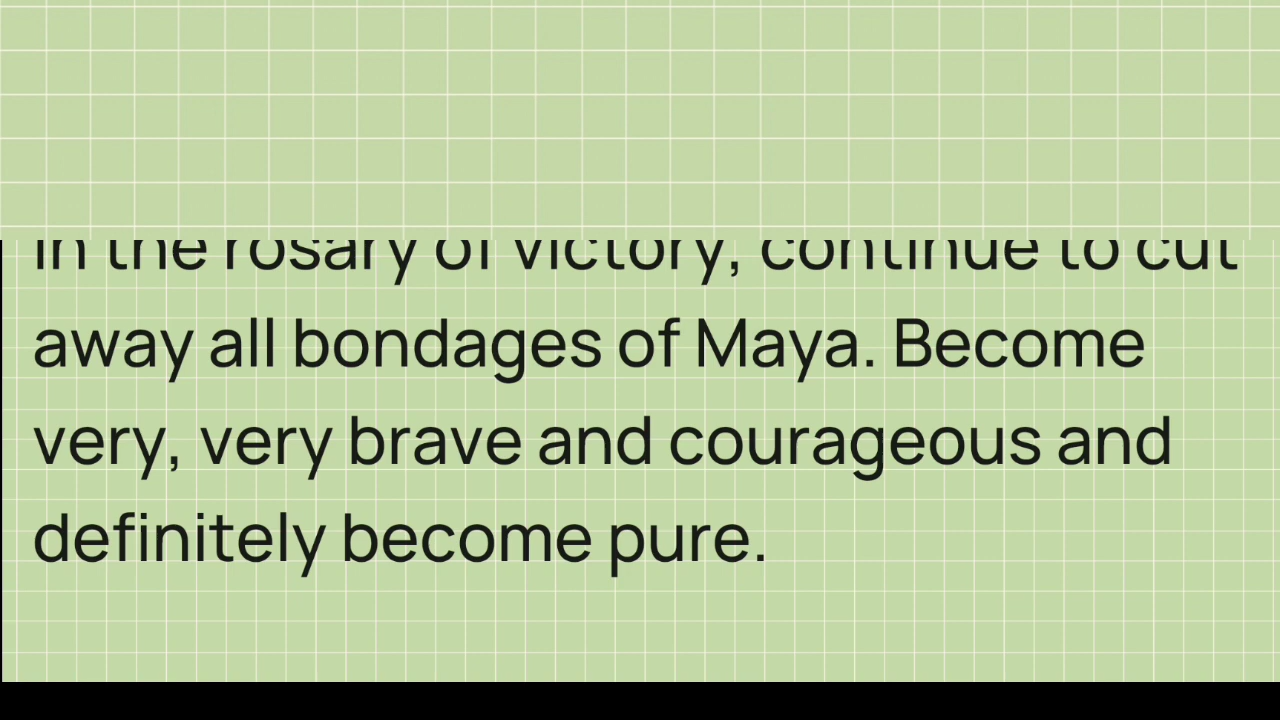 in the rosary of victory, continue to cut
away all bondages of Maya. Become
very, very brave and courageous and
definitely become pure.